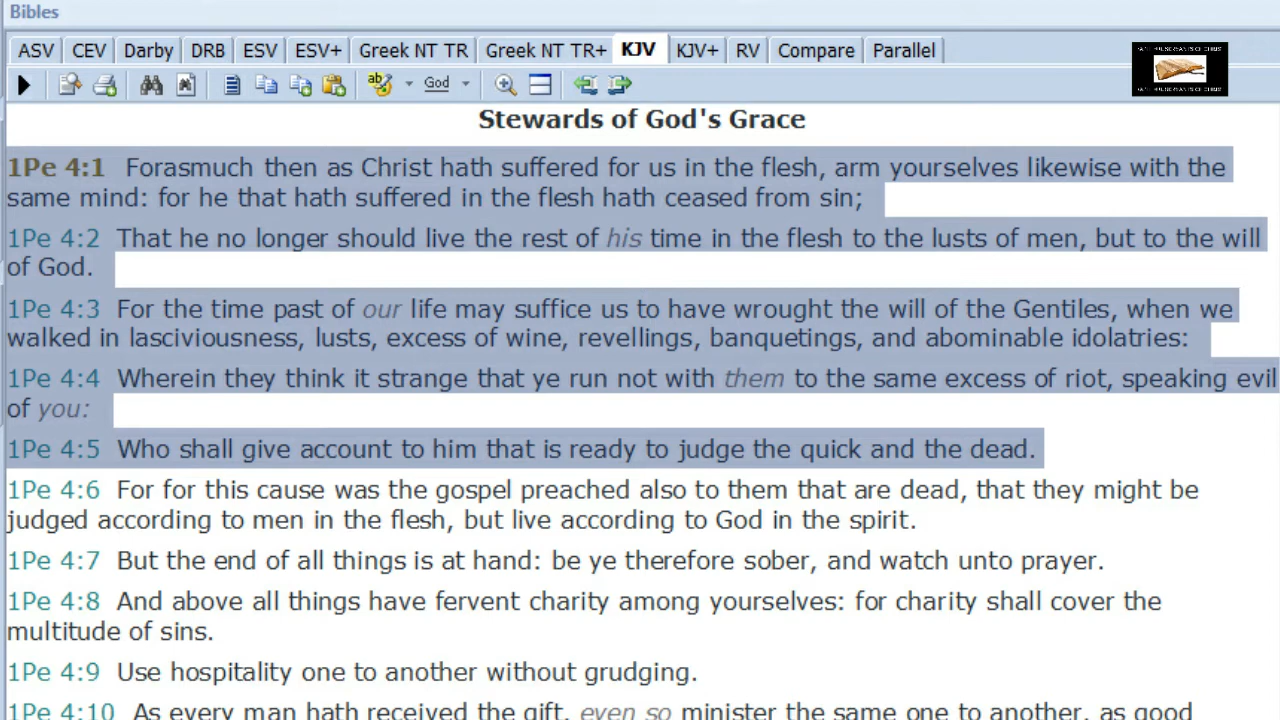 Bibles
ASV CEV Darby DRB ESV ESV+ Greek NT TR Greek NT TR+ KJV KJV+ RV Compare Parallel
God
Stewards of God's Grace
1Pe 4:1 Forasmuch then as Christ hath suffered for us in the flesh, arm yourselves likewise with the
same mind: for he that hath suffered in the flesh hath ceased from sin;
1Pe 4:2 That he no longer should live the rest of his time in the flesh to the lusts of men, but to the will
of God.
1Pe 4:3 For the time past of our life may suffice us to have wrought the will of the Gentiles, when we
walked in lasciviousness, lusts, excess of wine, revellings, banquetings, and abominable idolatries:
1Pe 4:4 Wherein they think it strange that ye run not with them to the same excess of riot, speaking evil
of you:
1Pe 4:5 Who shall give account to him that is ready to judge the quick and the dead.
1Pe 4:6 For for this cause was the gospel preached also to them that are dead, that they might be
judged according to men in the flesh, but live according to God in the spirit.
1Pe 4:7 But the end of all things is at hand: be ye therefore sober, and watch unto prayer.
1Pe 4:8 And above all things have fervent charity among yourselves: for charity shall cover the
multitude of sins.
1Pe 4:9 Use hospitality one to another without grudging.
1Pe 4:10 As every man hath received the gift, even so minister the same one to another, as good